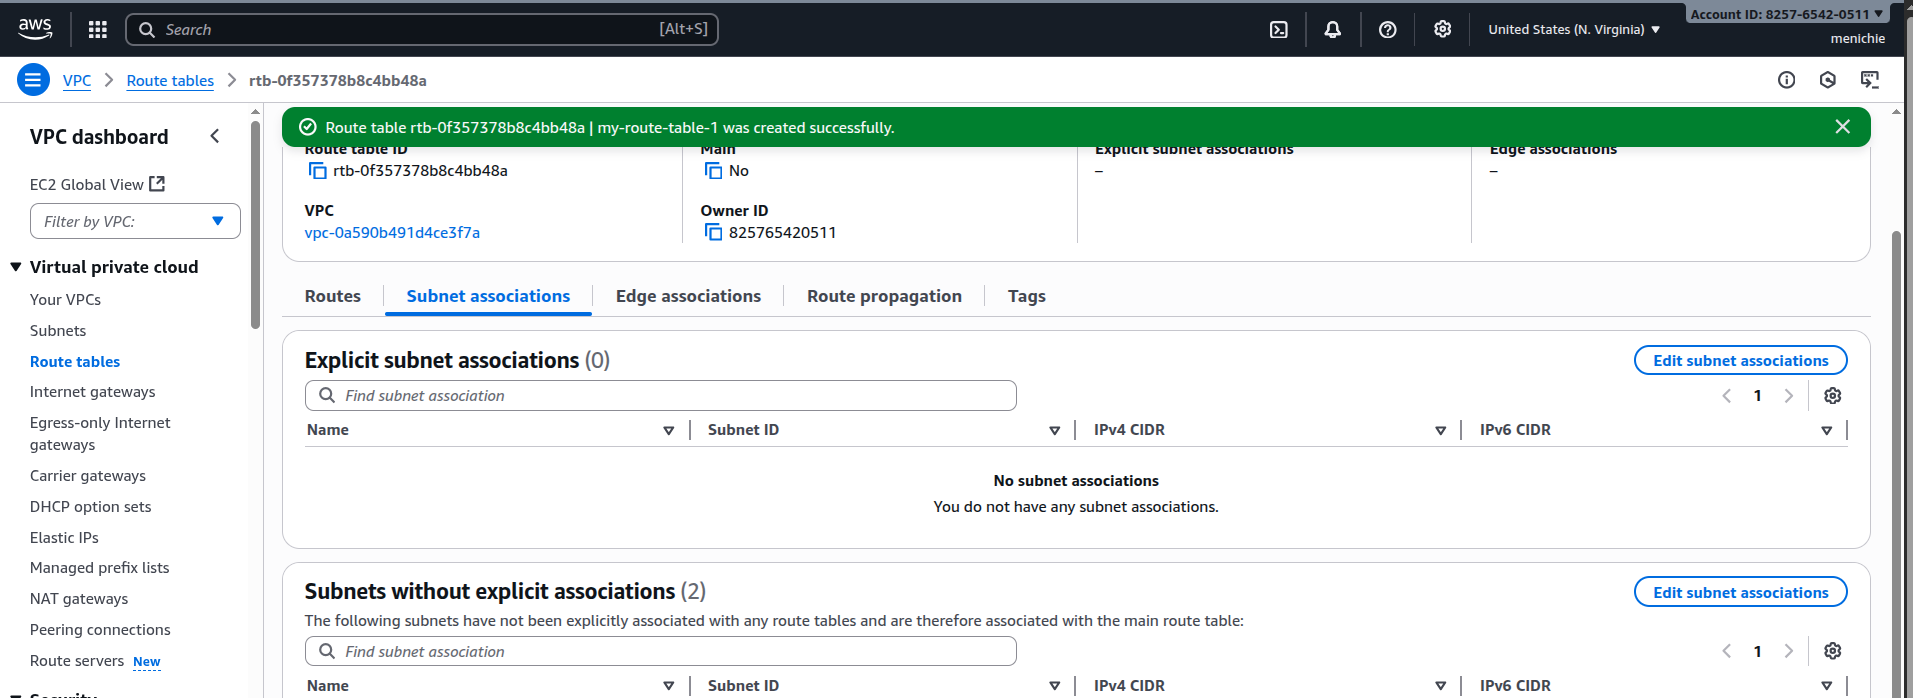 aws
Search [Alt+S]
United States (N. Virginia)
Account ID: 8257-6542-0511
menichie
VPC > Route tables > rtb-0f357378b8c4bb48a
VPC dashboard
EC2 Global View
Filter by VPC:
Virtual private cloud
Your VPCs
Subnets
Route tables
Internet gateways
Egress-only Internet
gateways
Carrier gateways
DHCP option sets
Elastic IPs
Managed prefix lists
NAT gateways
Peering connections
Route servers New
Security
Route table rtb-0f357378b8c4bb48a | my-route-table-1 was created successfully.
Route table ID
rtb-0f357378b8c4bb48a
Main
No
Explicit subnet associations
–
Edge associations
–
VPC
vpc-0a590b491d4ce3f7a
Owner ID
825765420511
Routes
Subnet associations
Edge associations
Route propagation
Tags
Explicit subnet associations (0)
Edit subnet associations
Find subnet association
1
Name Subnet ID IPv4 CIDR IPv6 CIDR
No subnet associations
You do not have any subnet associations.
Subnets without explicit associations (2)
Edit subnet associations
The following subnets have not been explicitly associated with any route tables and are therefore associated with the main route table:
Find subnet association
1
Name Subnet ID IPv4 CIDR IPv6 CIDR